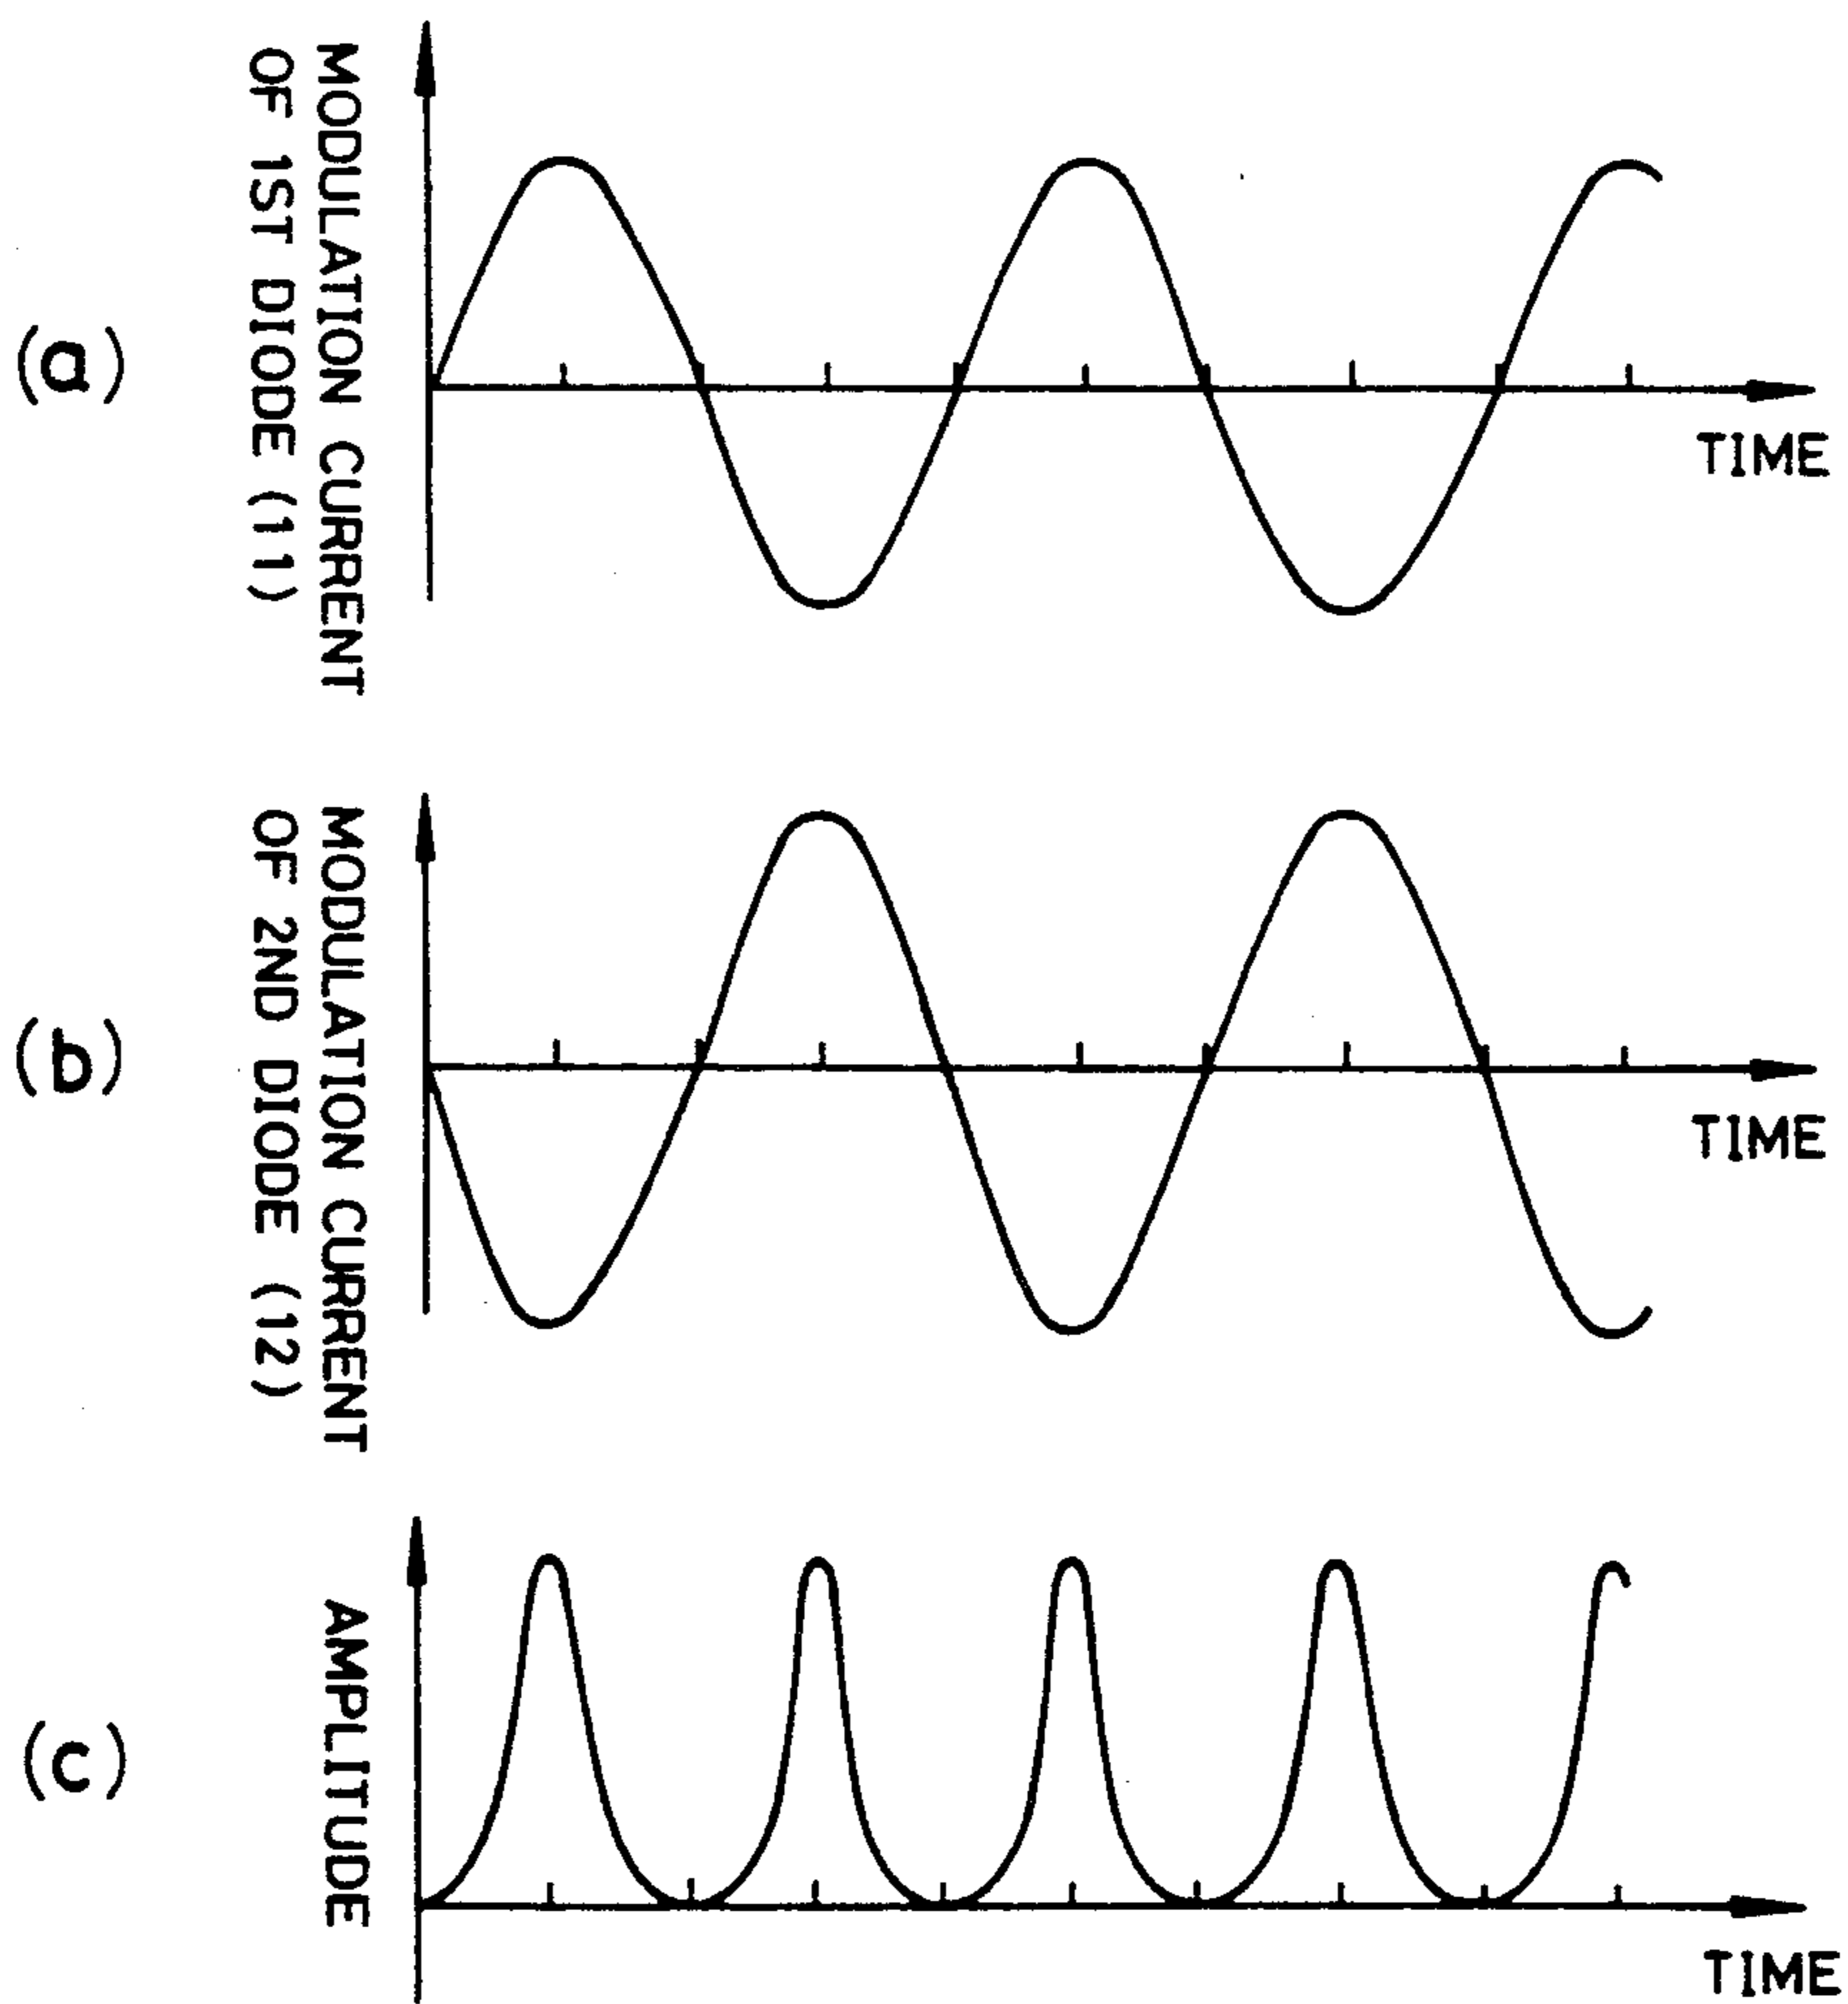 (a)
MODULATION CURRENT
OF 1ST DIODE (11)
TIME
(b)
MODULATION CURRENT
OF 2ND DIODE (12)
TIME
(c)
AMPLITUDE
TIME